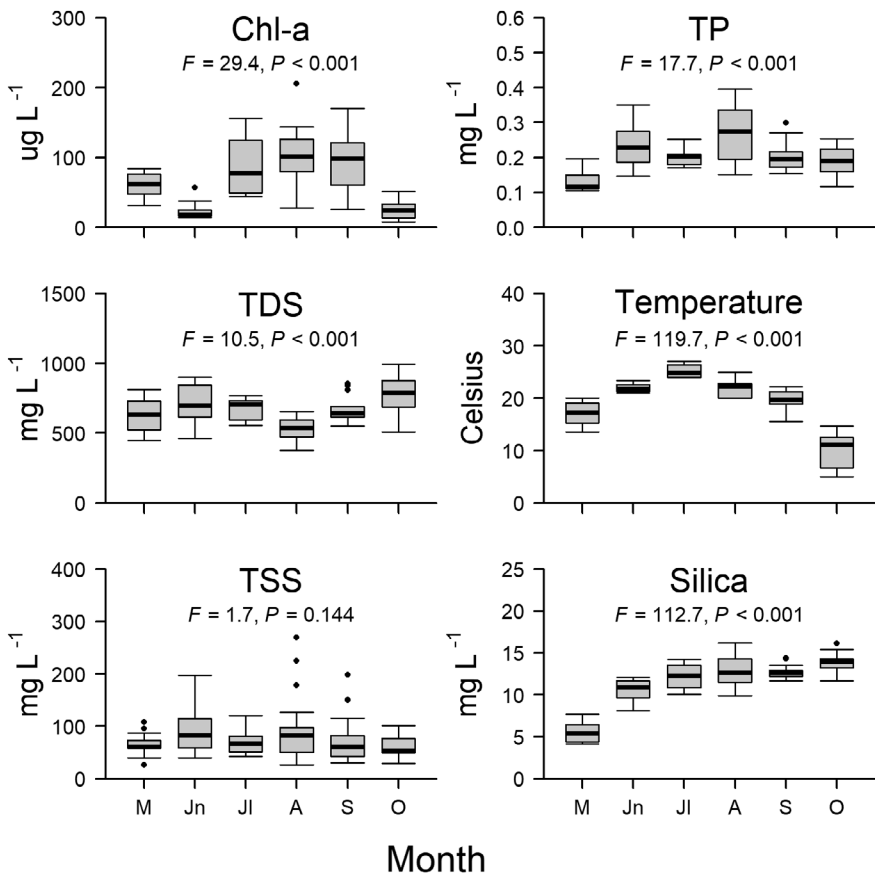 Chl-a
F = 29.4, P < 0.001
ug L⁻¹
300
200
100
0
TP
F = 17.7, P < 0.001
mg L⁻¹
0.6
0.5
0.4
0.3
0.2
0.1
0.0
TDS
F = 10.5, P < 0.001
mg L⁻¹
1500
1000
500
0
Temperature
F = 119.7, P < 0.001
Celsius
40
30
20
10
0
TSS
F = 1.7, P = 0.144
mg L⁻¹
400
300
200
100
0
M Jn Jl A S O
Silica
F = 112.7, P < 0.001
mg L⁻¹
25
20
15
10
5
0
M Jn Jl A S O
Month